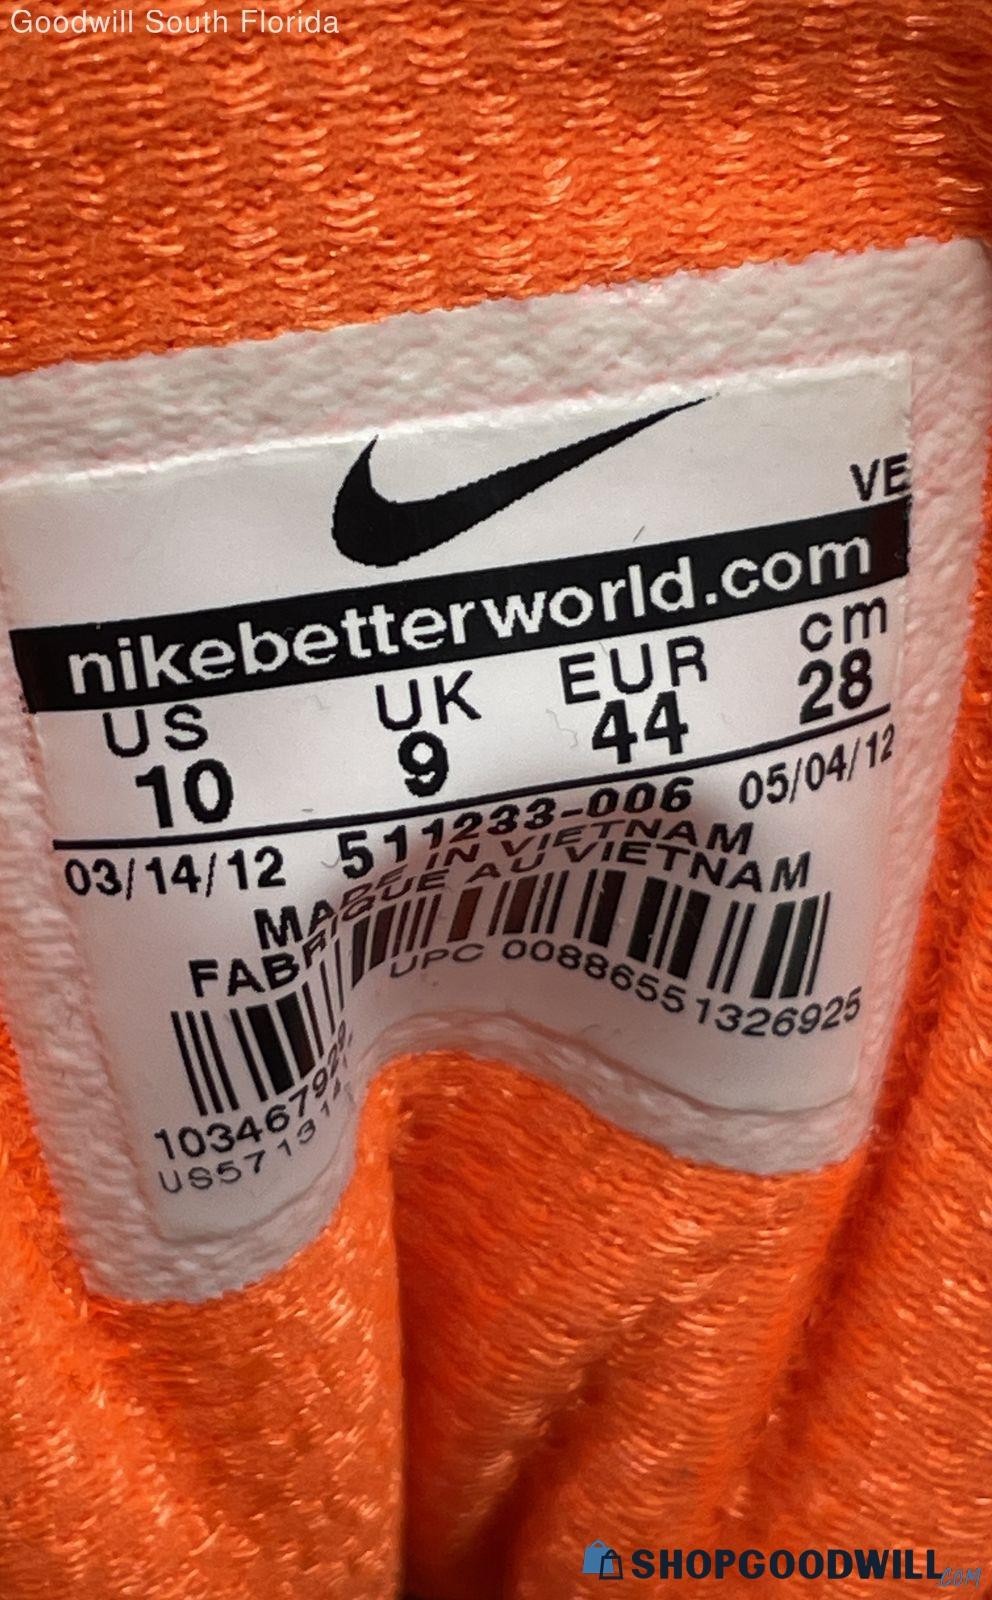 Goodwill South Florida
VE
nikebetterworld.com
US UK EUR cm
10 9 44 28
03/14/12 511233-006 05/04/12
MADE IN VIETNAM
FABRIQUE AU VIETNAM
UPC 00886551326925
SHOPGOODWILL.COM